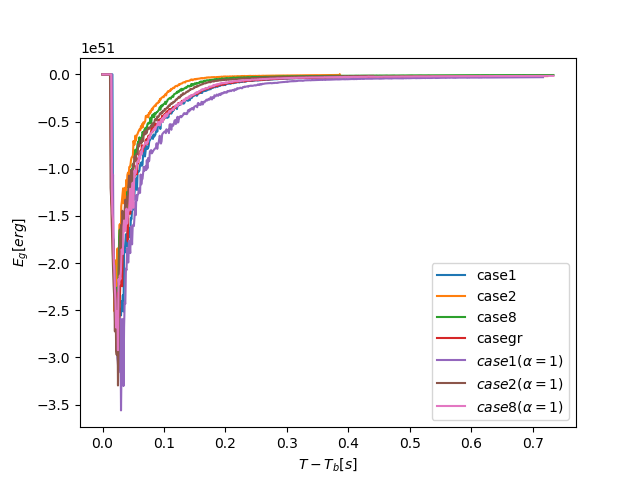 1e51
0.0
−0.5
−1.0
−1.5
−2.0
−2.5
−3.0
−3.5
E_g[erg]
case1
case2
case8
casegr
case1(α = 1)
case2(α = 1)
case8(α = 1)
0.0 0.1 0.2 0.3 0.4 0.5 0.6 0.7
T − T_b[s]